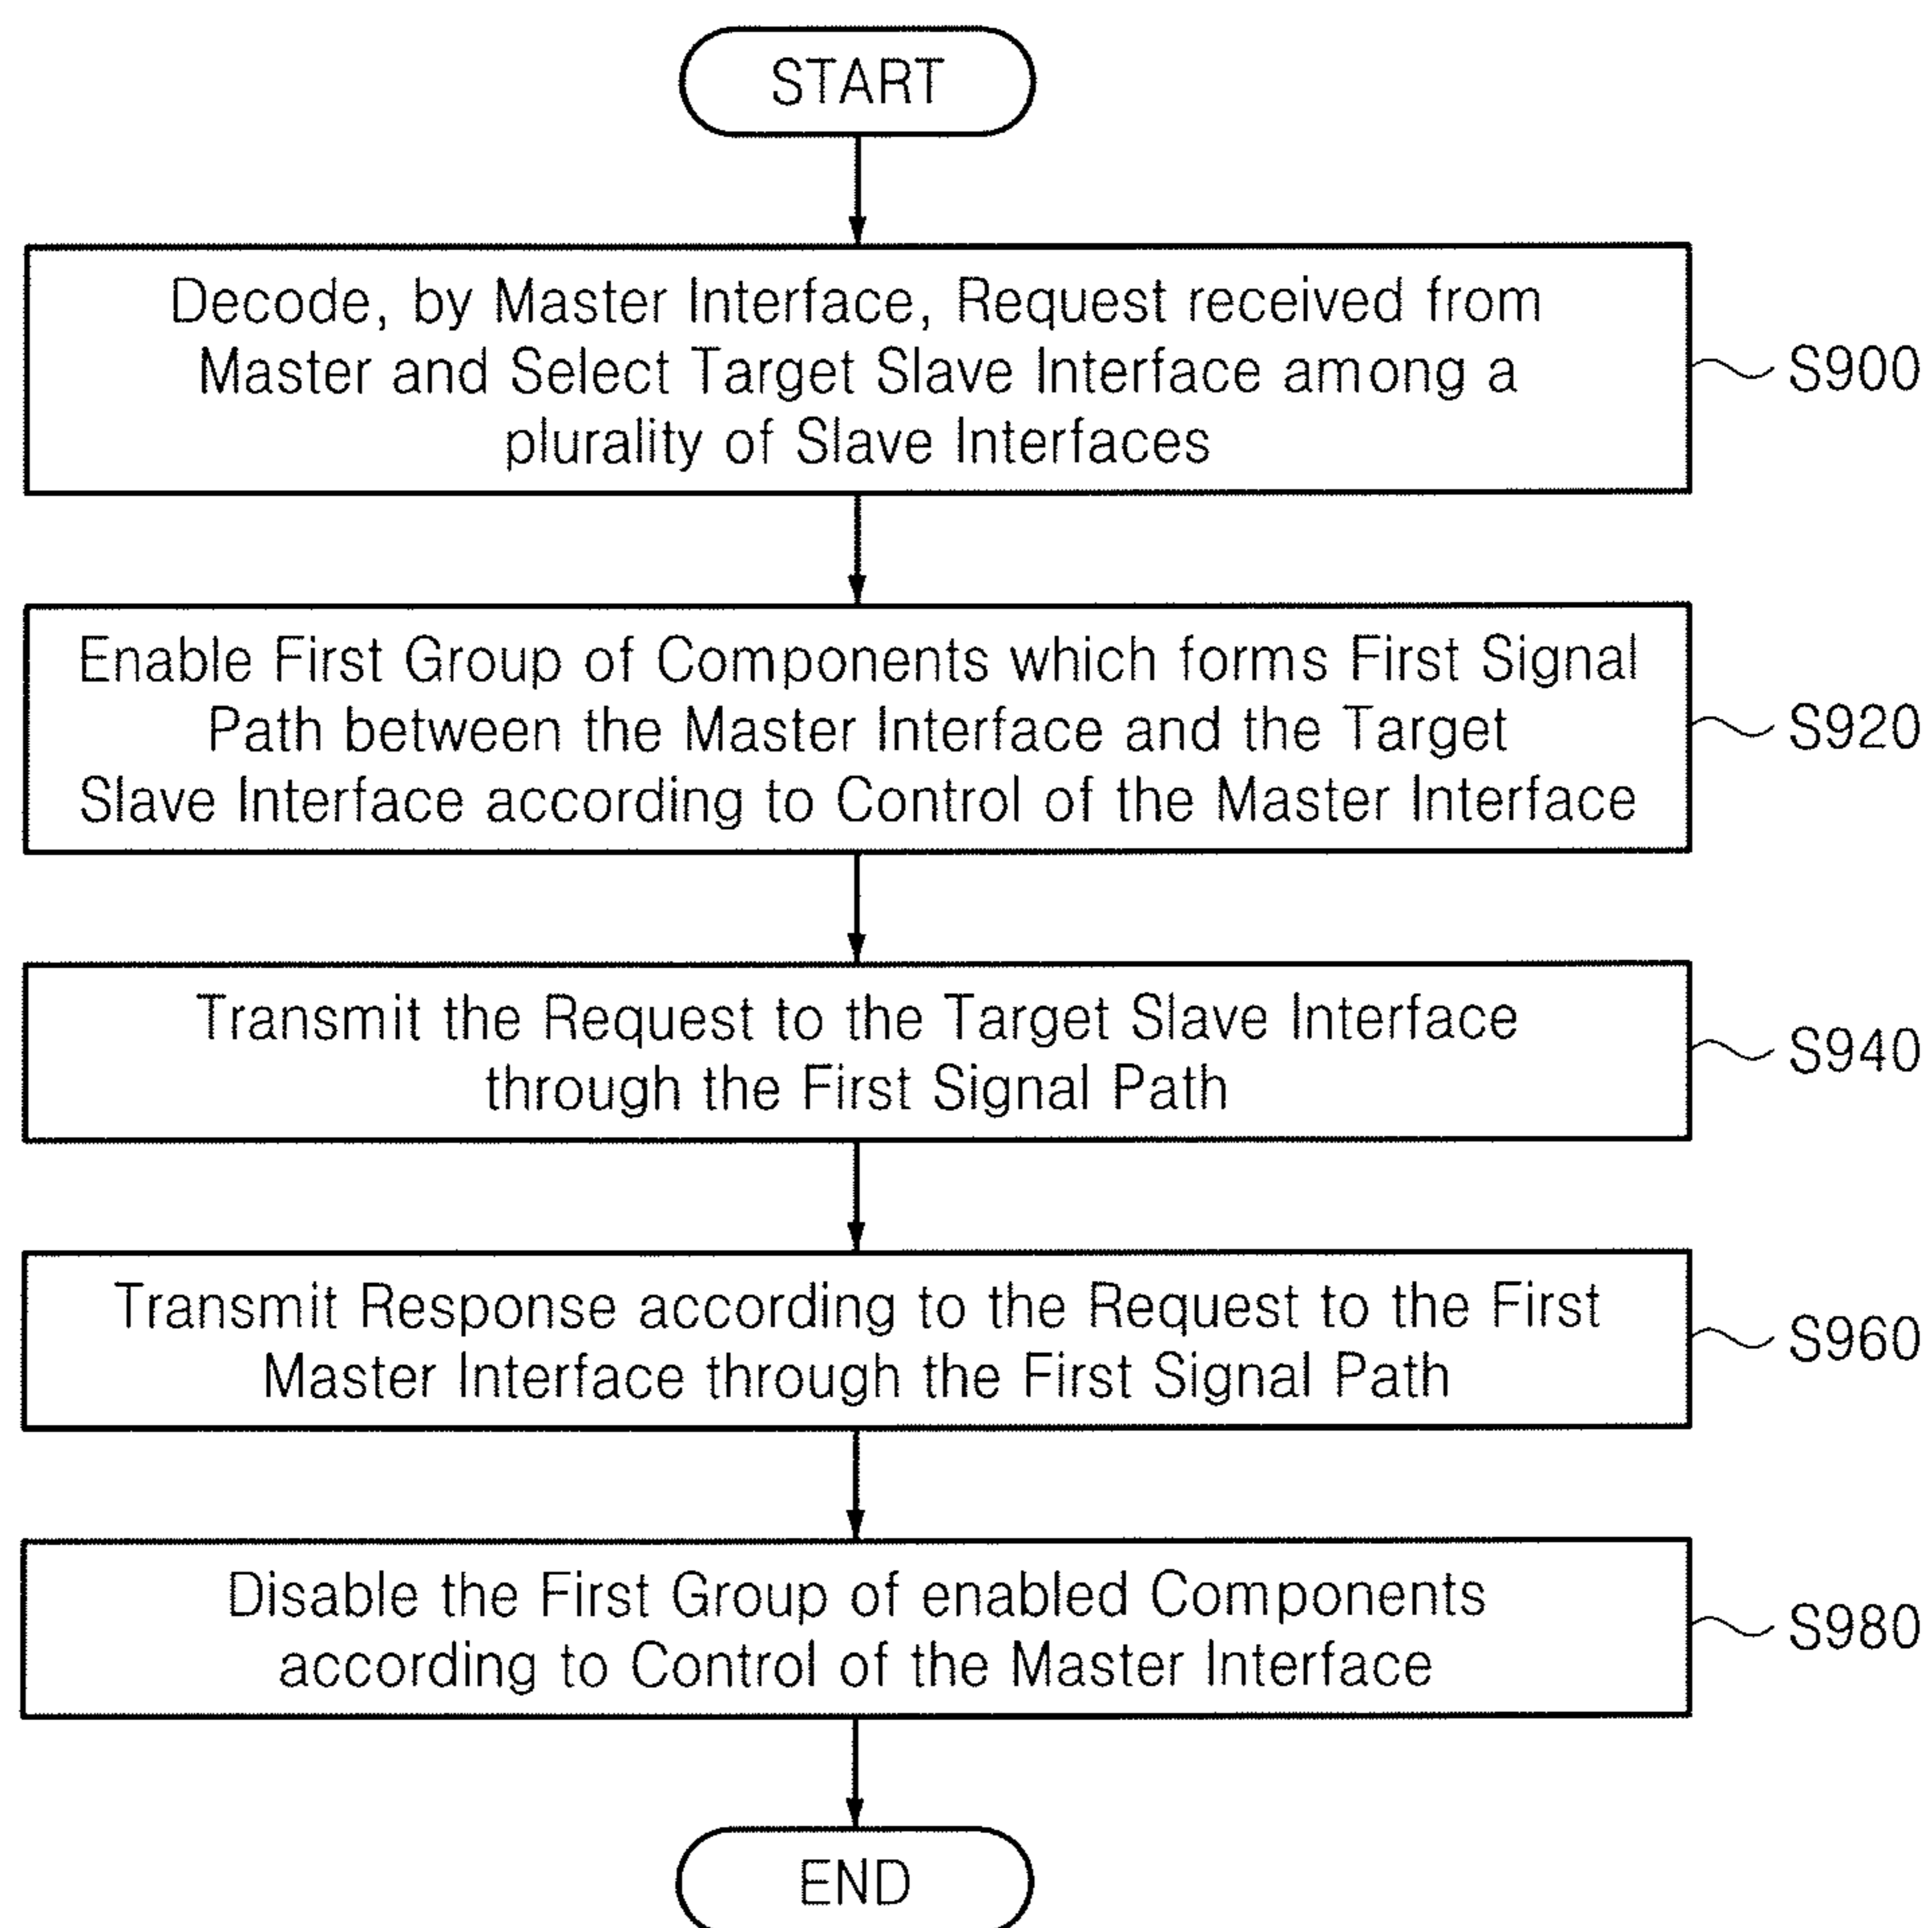 START
Decode, by Master Interface, Request received from
Master and Select Target Slave Interface among a
plurality of Slave Interfaces
S900
Enable First Group of Components which forms First Signal
Path between the Master Interface and the Target
Slave Interface according to Control of the Master Interface
S920
Transmit the Request to the Target Slave Interface
through the First Signal Path
S940
Transmit Response according to the Request to the First
Master Interface through the First Signal Path
S960
Disable the First Group of enabled Components
according to Control of the Master Interface
S980
END